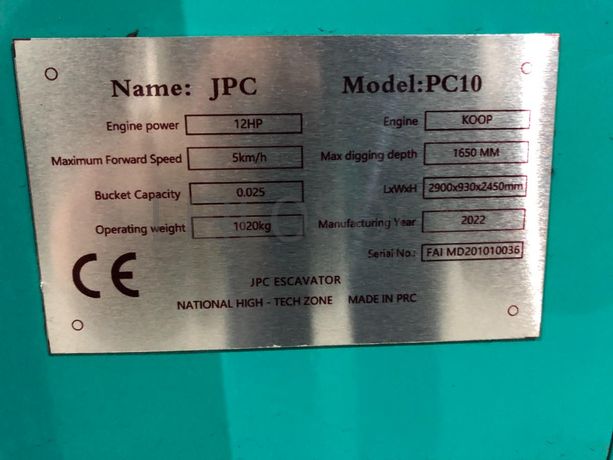 Name: JPC Model:PC10
Engine power 12HP Engine KOOP
Maximum Forward Speed 5km/h Max digging depth 1650 MM
Bucket Capacity 0.025 LxWxH 2900x930x2450mm
Operating weight 1020kg Manufacturing Year 2022
Serial No.: FAI MD201010036
CE
JPC ESCAVATOR
NATIONAL HIGH - TECH ZONE MADE IN PRC